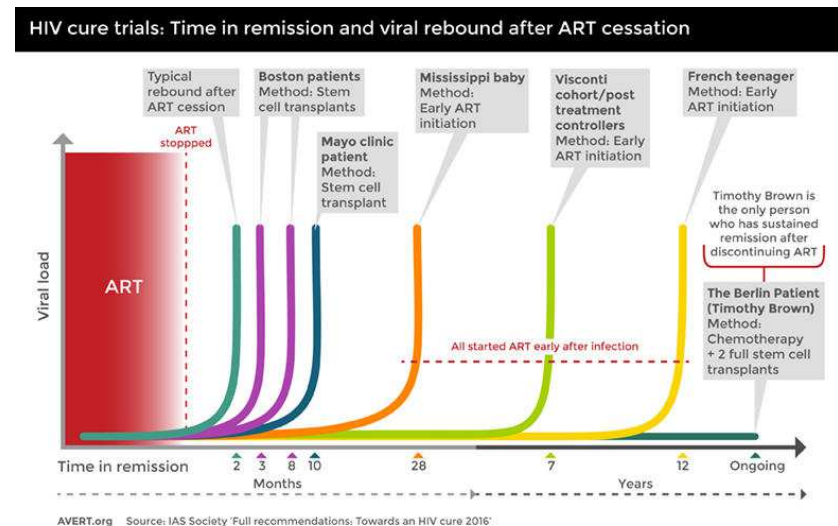 HIV cure trials: Time in remission and viral rebound after ART cessation
Typical
rebound after
ART cession
Boston patients
Method: Stem
cell transplants
Mayo clinic
patient
Method:
Stem cell
transplant
Mississippi baby
Method:
Early ART
initiation
Visconti
cohort/post
treatment
controllers
Method: Early
ART initiation
French teenager
Method: Early
ART initiation
ART
stoppped
Timothy Brown is
the only person
who has sustained
remission after
discontinuing ART
The Berlin Patient
(Timothy Brown)
Method:
Chemotherapy
+ 2 full stem cell
transplants
Viral load
ART
All started ART early after infection
Time in remission
2
3
8
10
28
7
12
Ongoing
Months
Years
AVERT.org Source: IAS Society 'Full recommendations: Towards an HIV cure 2016'